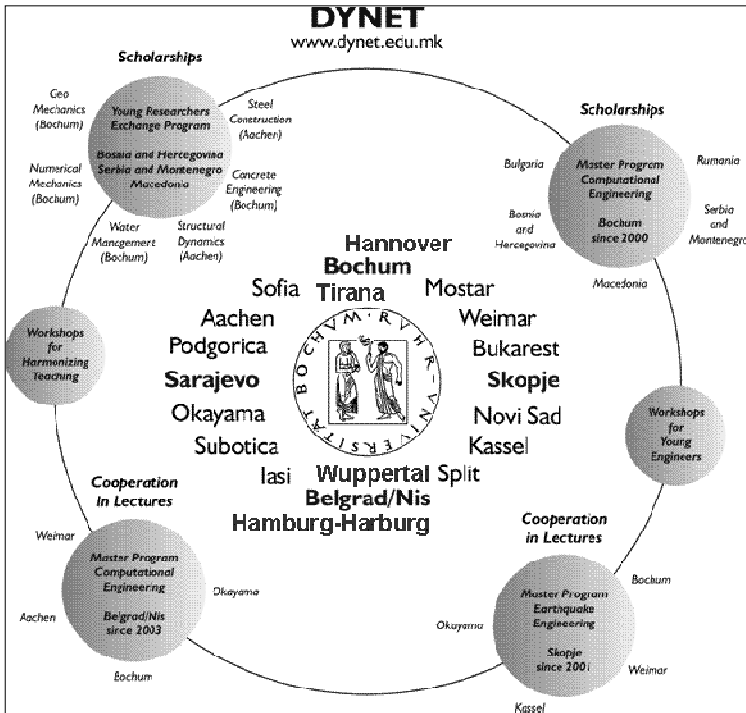 DYNET
www.dynet.edu.mk
Scholarships
Geo
Mechanics
(Bochum)
Young Researchers
Exchange Program
Bosnia and Hercegovina
Serbia and Montenegro
Macedonia
Steel
Construction
(Aachen)
Numerical
Mechanics
(Bochum)
Concrete
Engineering
(Bochum)
Water
Management
(Bochum)
Structural
Dynamics
(Aachen)
Scholarships
Bulgaria
Master Program
Computational
Engineering
Bochum
since 2000
Rumania
Bosnia
and
Hercegovina
Serbia
and
Montenegro
Macedonia
Hannover
Bochum
Sofia
Tirana
Mostar
Aachen
Weimar
Podgorica
Bukarest
Sarajevo
Skopje
Okayama
Novi Sad
Subotica
Kassel
Iasi
Wuppertal
Split
Belgrad/Nis
Hamburg-Harburg
RUHR-UNIVERSITÄT BOCHUM
Workshops
for
Harmonizing
Teaching
Workshops
for
Young
Engineers
Cooperation
In Lectures
Weimar
Master Program
Computational
Engineering
Belgrad/Nis
since 2003
Okayama
Aachen
Bochum
Cooperation
in Lectures
Bochum
Master Program
Earthquake
Engineering
Skopje
since 2001
Okayama
Weimar
Kassel